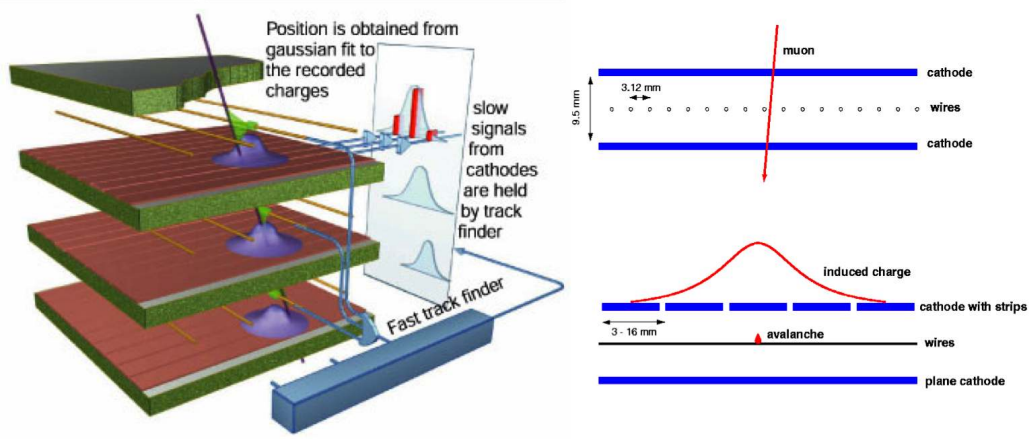 Position is obtained from
gaussian fit to
the recorded
charges
slow
signals
from
cathodes
are held
by track
finder
Fast track finder
muon
cathode
3.12 mm
wires
9.5 mm
cathode
induced charge
cathode with strips
3 - 16 mm
avalanche
wires
plane cathode